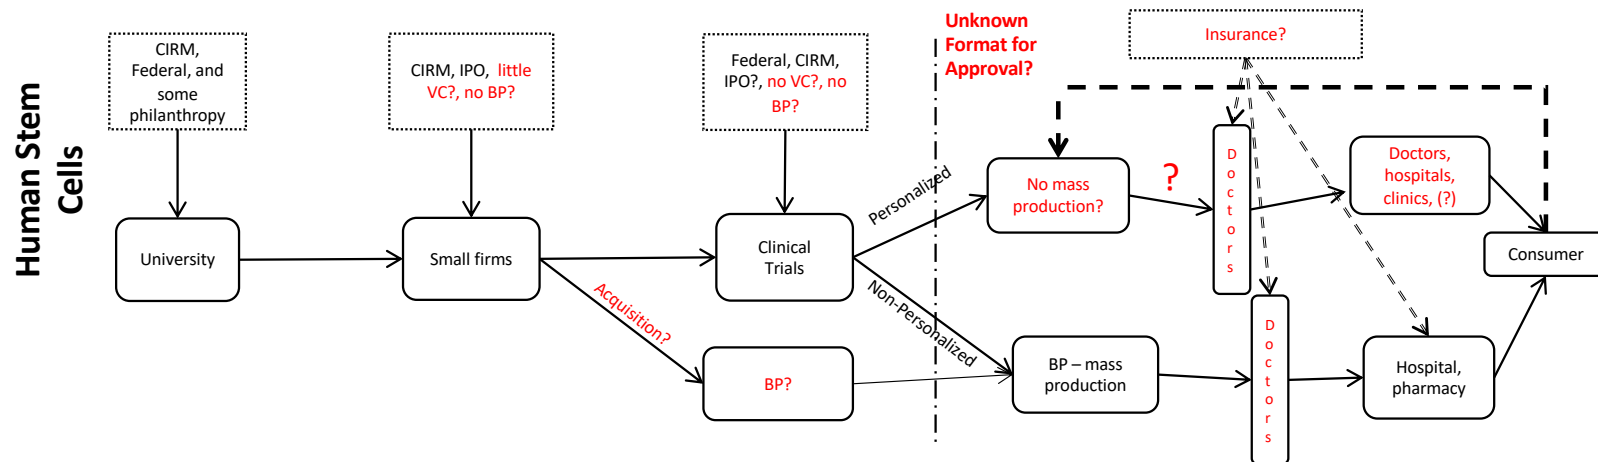 Human Stem
Cells
CIRM,
Federal, and
some
philanthropy
CIRM, IPO, little
VC?, no BP?
Federal, CIRM,
IPO?, no VC?, no
BP?
Unknown
Format for
Approval?
Insurance?
University
Small firms
Clinical
Trials
Acquisition?
BP?
Personalized
Non-Personalized
No mass
production?
?
Doctors
Doctors,
hospitals,
clinics, (?)
Consumer
BP – mass
production
Doctors
Hospital,
pharmacy